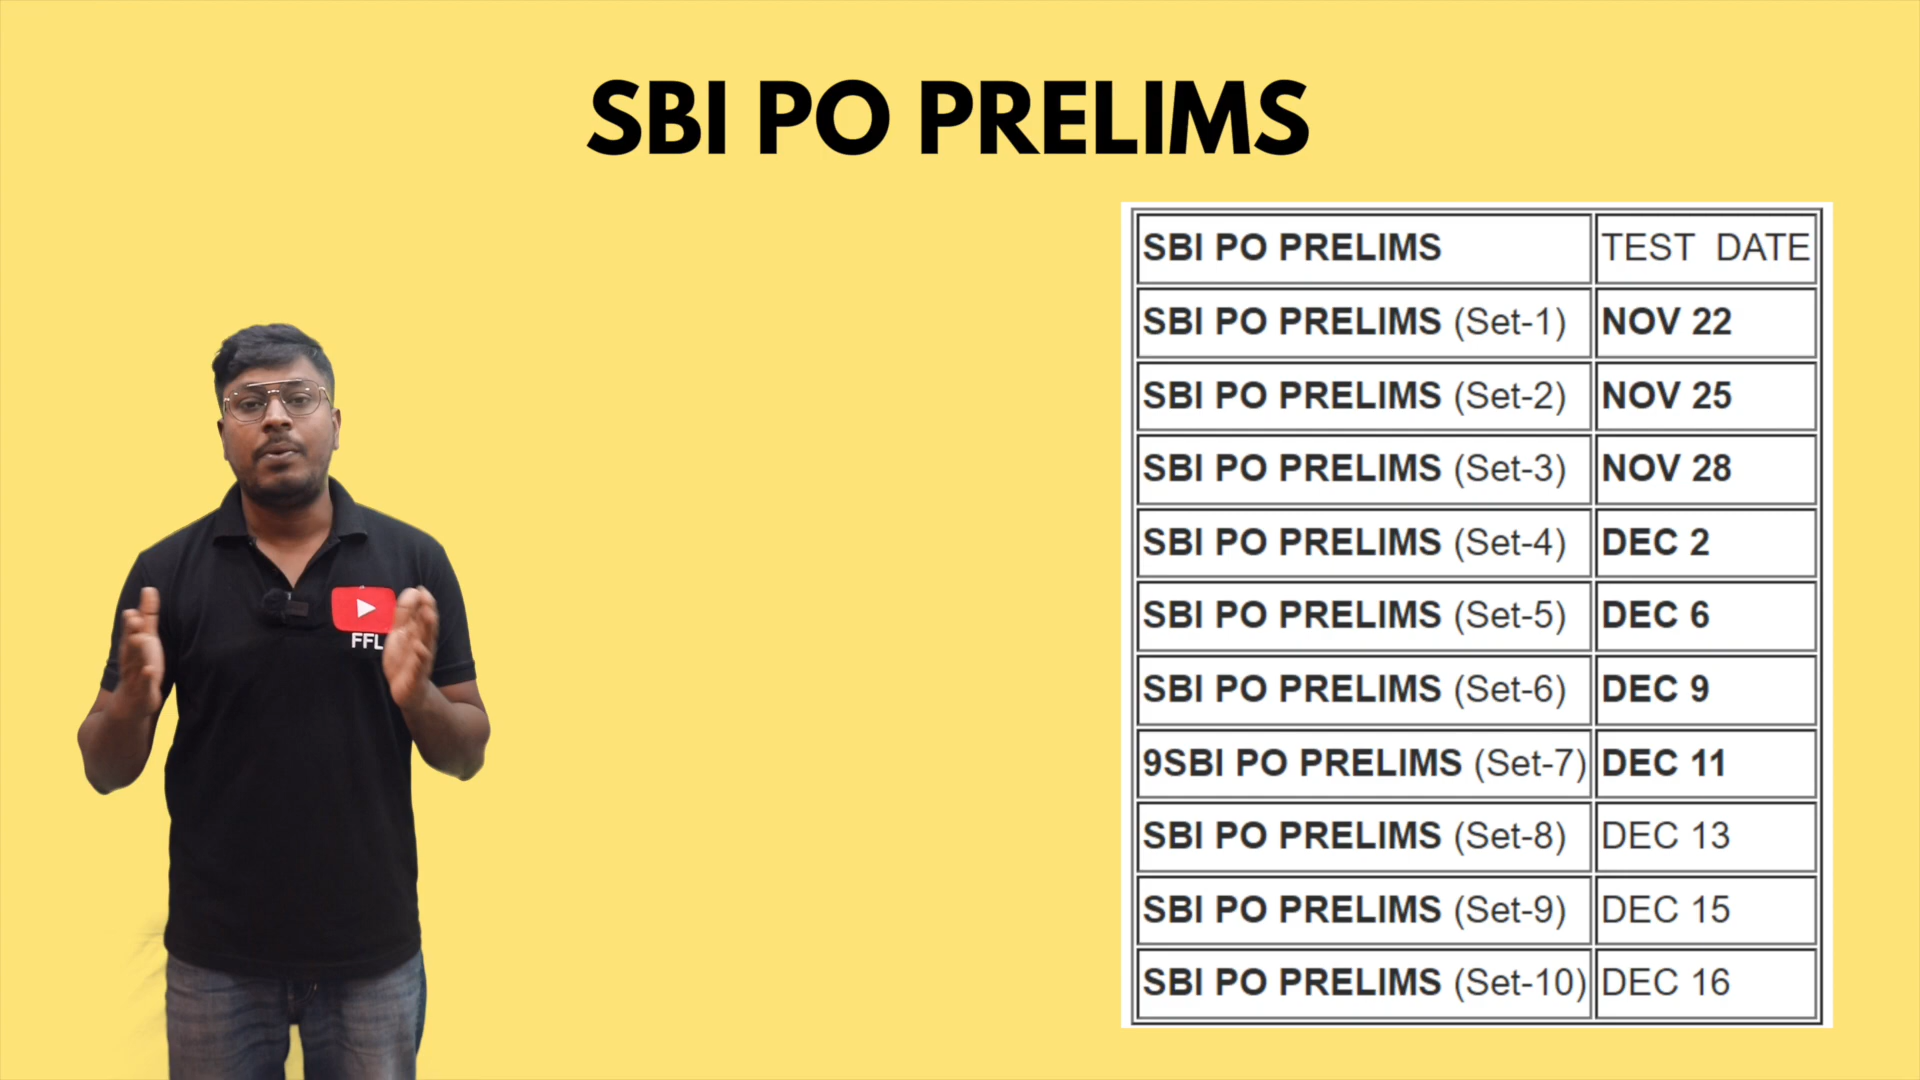 SBI PO PRELIMS
SBI PO PRELIMS TEST DATE
SBI PO PRELIMS (Set-1) NOV 22
SBI PO PRELIMS (Set-2) NOV 25
SBI PO PRELIMS (Set-3) NOV 28
SBI PO PRELIMS (Set-4) DEC 2
SBI PO PRELIMS (Set-5) DEC 6
SBI PO PRELIMS (Set-6) DEC 9
9SBI PO PRELIMS (Set-7) DEC 11
SBI PO PRELIMS (Set-8) DEC 13
SBI PO PRELIMS (Set-9) DEC 15
SBI PO PRELIMS (Set-10) DEC 16
FFL